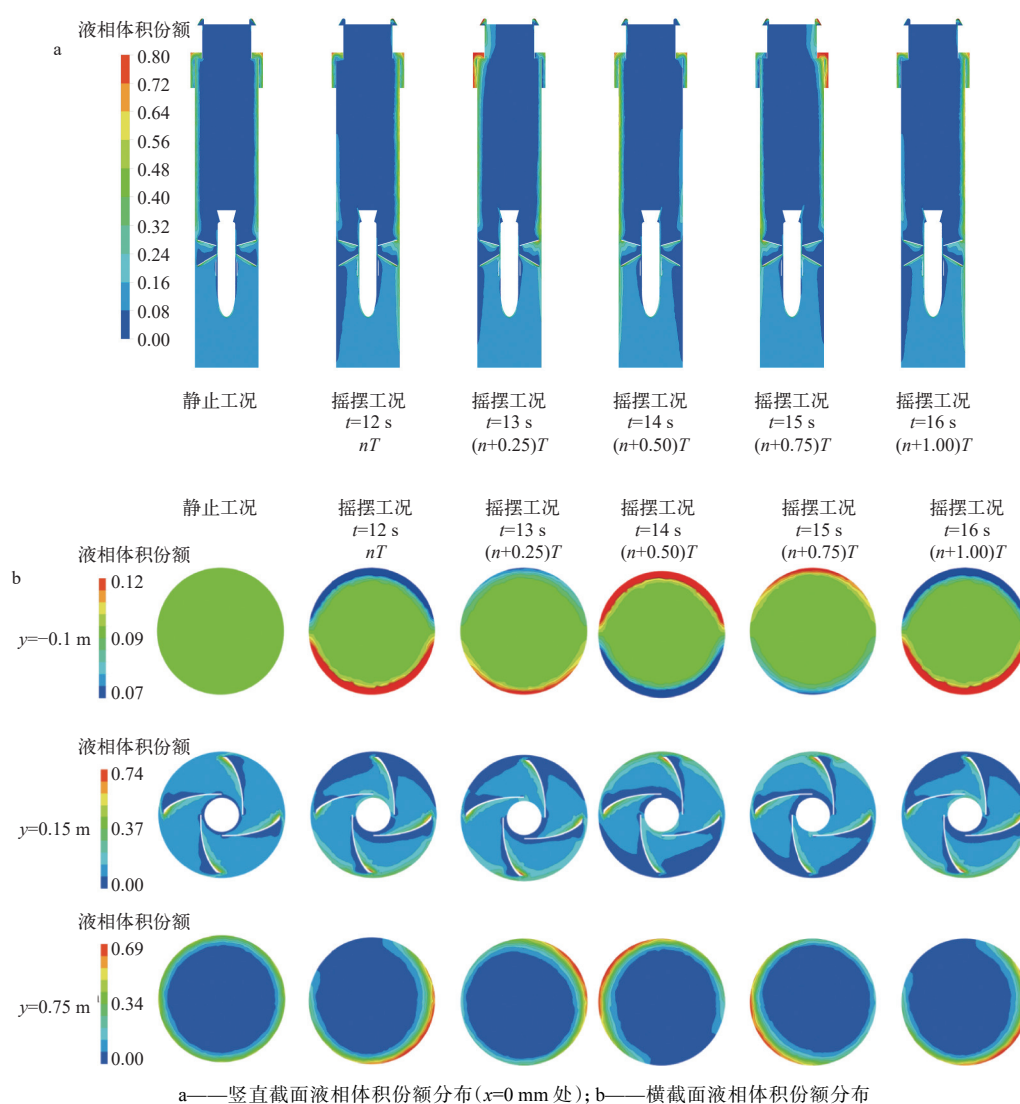 液相体积份额
a
0.80
0.72
0.64
0.56
0.48
0.40
0.32
0.24
0.16
0.08
0.00
静止工况 摇摆工况 摇摆工况 摇摆工况 摇摆工况 摇摆工况
t=12 s t=13 s t=14 s t=15 s t=16 s
nT (n+0.25)T (n+0.50)T (n+0.75)T (n+1.00)T
静止工况 摇摆工况 摇摆工况 摇摆工况 摇摆工况 摇摆工况
t=12 s t=13 s t=14 s t=15 s t=16 s
nT (n+0.25)T (n+0.50)T (n+0.75)T (n+1.00)T
液相体积份额
b
0.12
y=−0.1 m 0.09
0.07
液相体积份额
0.74
y=0.15 m 0.37
0.00
液相体积份额
0.69
y=0.75 m 0.34
0.00
a——竖直截面液相体积份额分布(x=0 mm 处); b——横截面液相体积份额分布